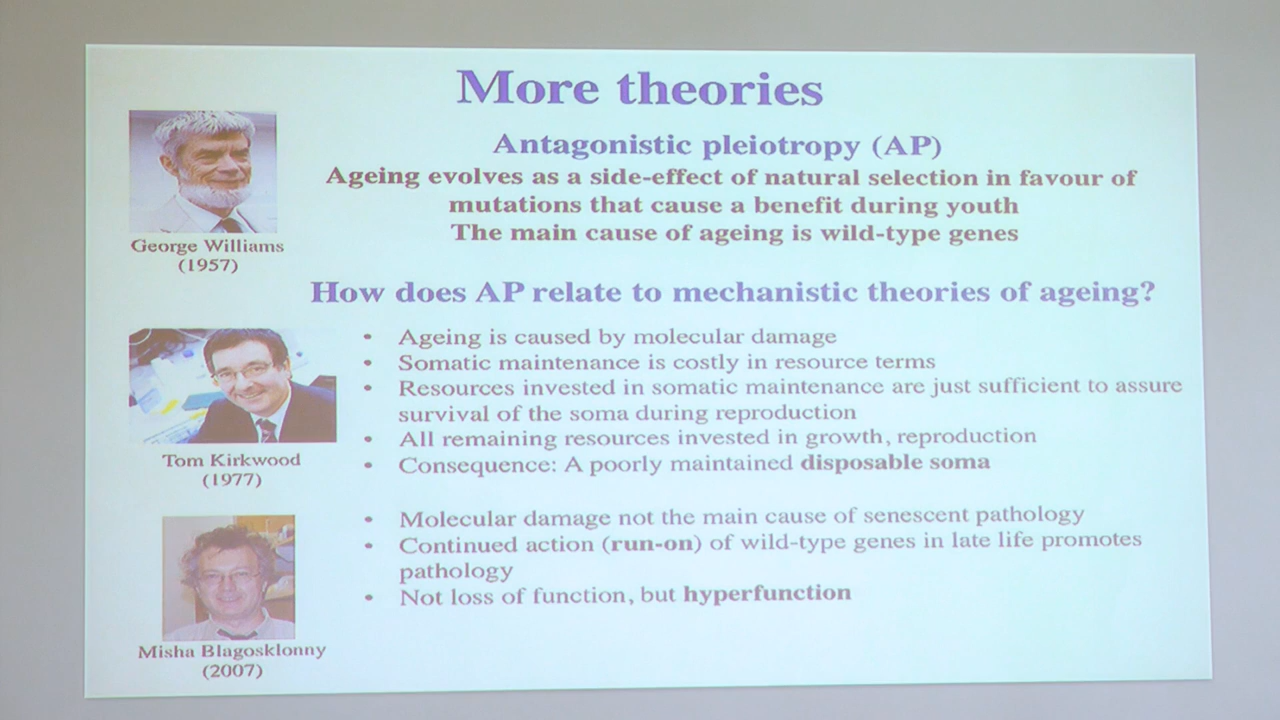 More theories
Antagonistic pleiotropy (AP)
Ageing evolves as a side-effect of natural selection in favour of
mutations that cause a benefit during youth
The main cause of ageing is wild-type genes
George Williams
(1957)
How does AP relate to mechanistic theories of ageing?
• Ageing is caused by molecular damage
• Somatic maintenance is costly in resource terms
• Resources invested in somatic maintenance are just sufficient to assure
survival of the soma during reproduction
• All remaining resources invested in growth, reproduction
• Consequence: A poorly maintained disposable soma
Tom Kirkwood
(1977)
• Molecular damage not the main cause of senescent pathology
• Continued action (run-on) of wild-type genes in late life promotes
pathology
• Not loss of function, but hyperfunction
Misha Blagosklonny
(2007)